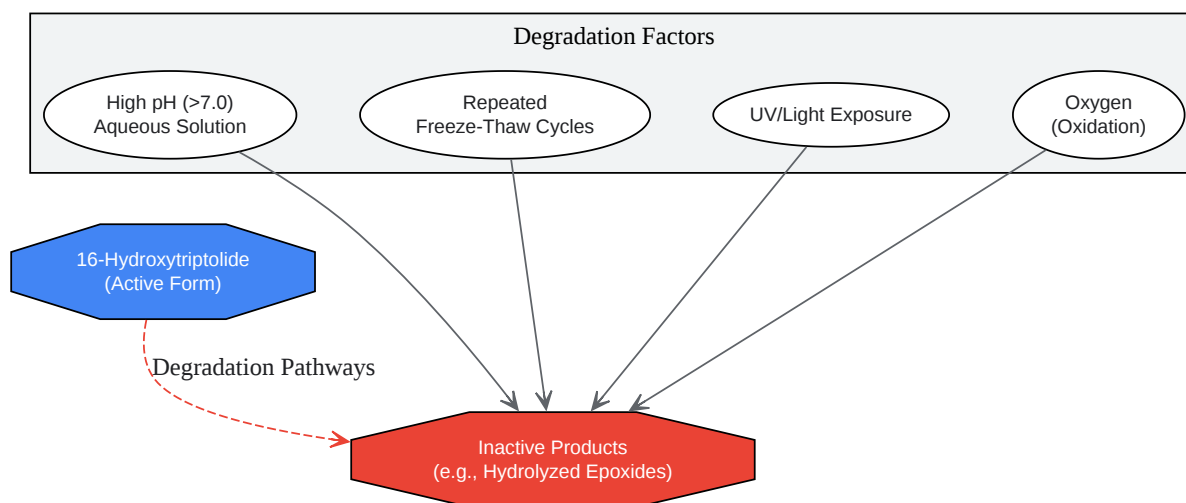 Degradation Factors
High pH (>7.0)
Aqueous Solution
Repeated
Freeze-Thaw Cycles
UV/Light Exposure
Oxygen
(Oxidation)
16-Hydroxytriptolide
(Active Form)
Degradation Pathways
Inactive Products
(e.g., Hydrolyzed Epoxides)